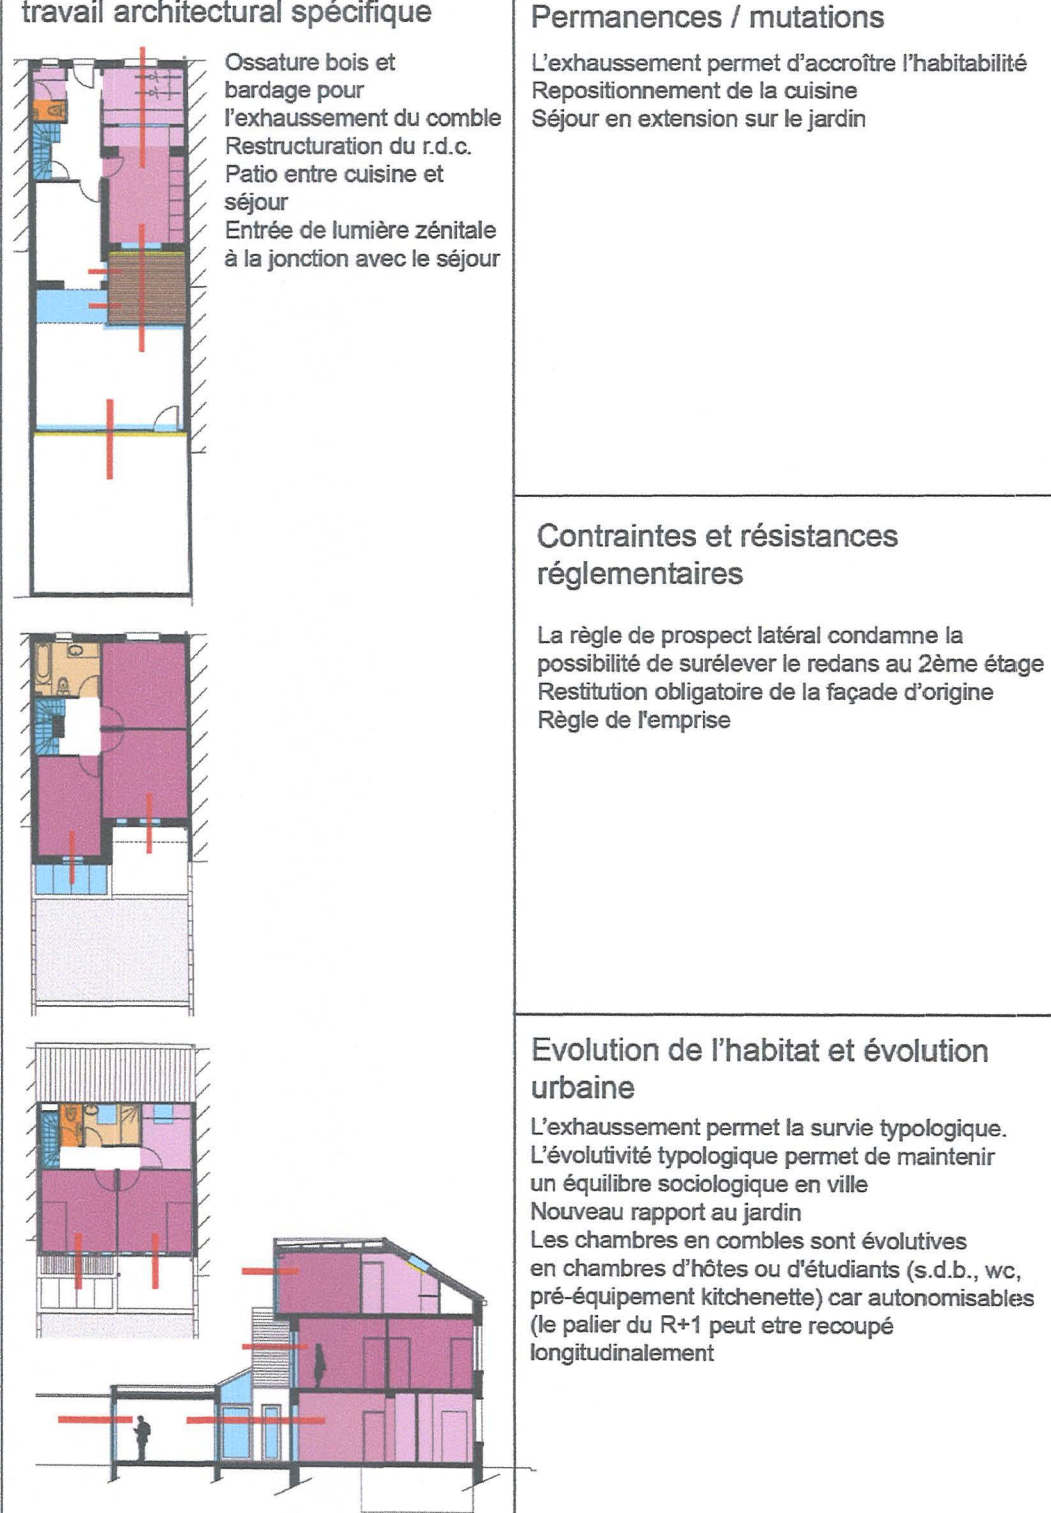 travail architectural spécifique
Ossature bois et
bardage pour
l'exhaussement du comble
Restructuration du r.d.c.
Patio entre cuisine et
séjour
Entrée de lumière zénitale
à la jonction avec le séjour
Permanences / mutations
L'exhaussement permet d'accroître l'habitabilité
Repositionnement de la cuisine
Séjour en extension sur le jardin
Contraintes et résistances
réglementaires
La règle de prospect latéral condamne la
possibilité de surélever le redans au 2ème étage
Restitution obligatoire de la façade d'origine
Règle de l'emprise
Evolution de l'habitat et évolution
urbaine
L'exhaussement permet la survie typologique.
L'évolutivité typologique permet de maintenir
un équilibre sociologique en ville
Nouveau rapport au jardin
Les chambres en combles sont évolutives
en chambres d'hôtes ou d'étudiants (s.d.b., wc,
pré-équipement kitchenette) car autonomisables
(le palier du R+1 peut etre recoupé
longitudinalement